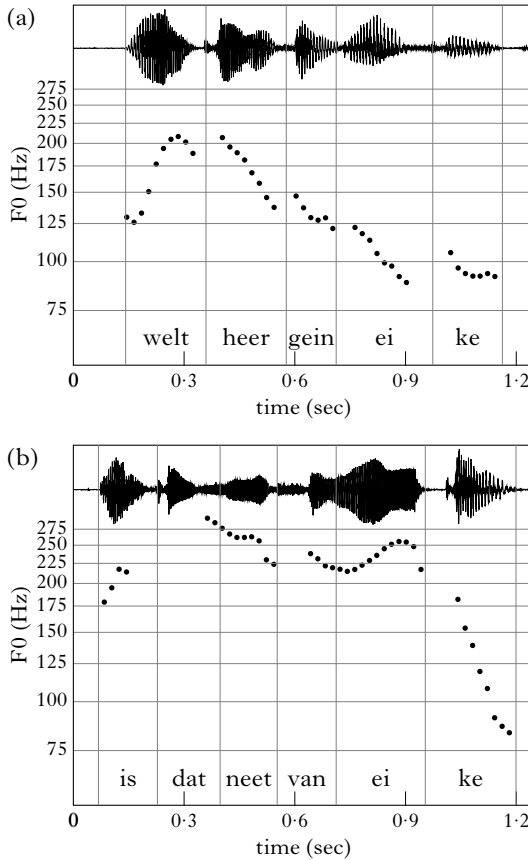 (a)
275
250
225
200
175
150
125
100
75
F0 (Hz)
welt heer gein ei ke
0 0·3 0·6 0·9 1·2
time (sec)
(b)
275
250
225
200
175
150
125
100
75
F0 (Hz)
is dat neet van ei ke
0 0·3 0·6 0·9 1·2
time (sec)